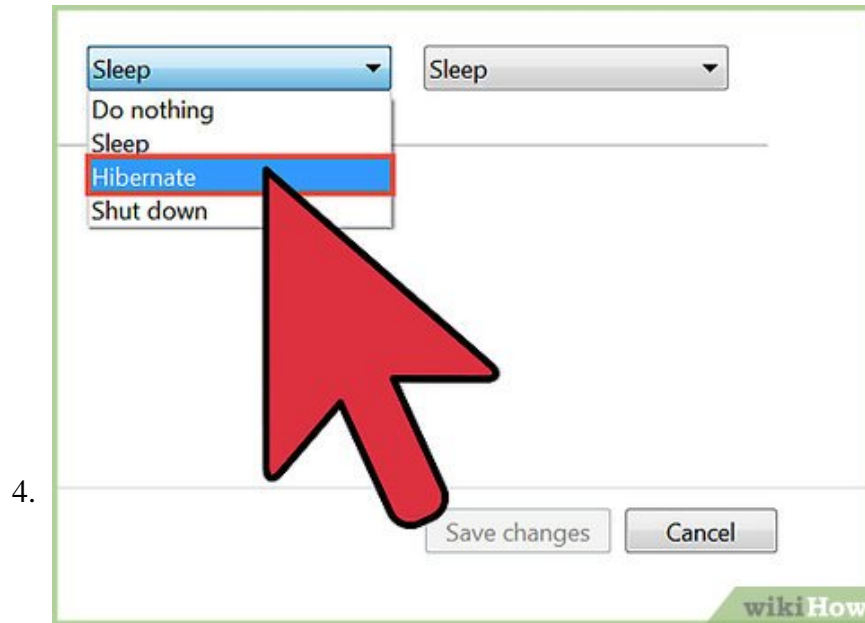 Sleep Sleep
Do nothing
Sleep
Hibernate
Shut down
4.
Save changes Cancel
wikiHow